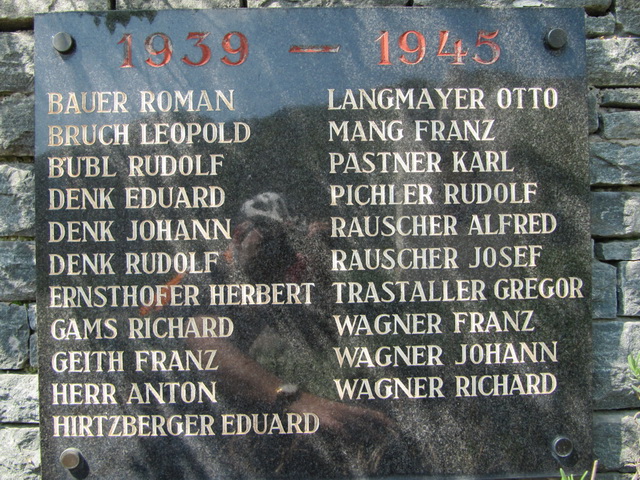 1939 — 1945
BAUER ROMAN
BRUCH LEOPOLD
BUBL RUDOLF
DENK EDUARD
DENK JOHANN
DENK RUDOLF
ERNSTHOFER HERBERT
GAMS RICHARD
GEITH FRANZ
HERR ANTON
HIRTZBERGER EDUARD
LANGMAYER OTTO
MANG FRANZ
PASTNER KARL
PICHLER RUDOLF
RAUSCHER ALFRED
RAUSCHER JOSEF
TRASTALLER GREGOR
WAGNER FRANZ
WAGNER JOHANN
WAGNER RICHARD